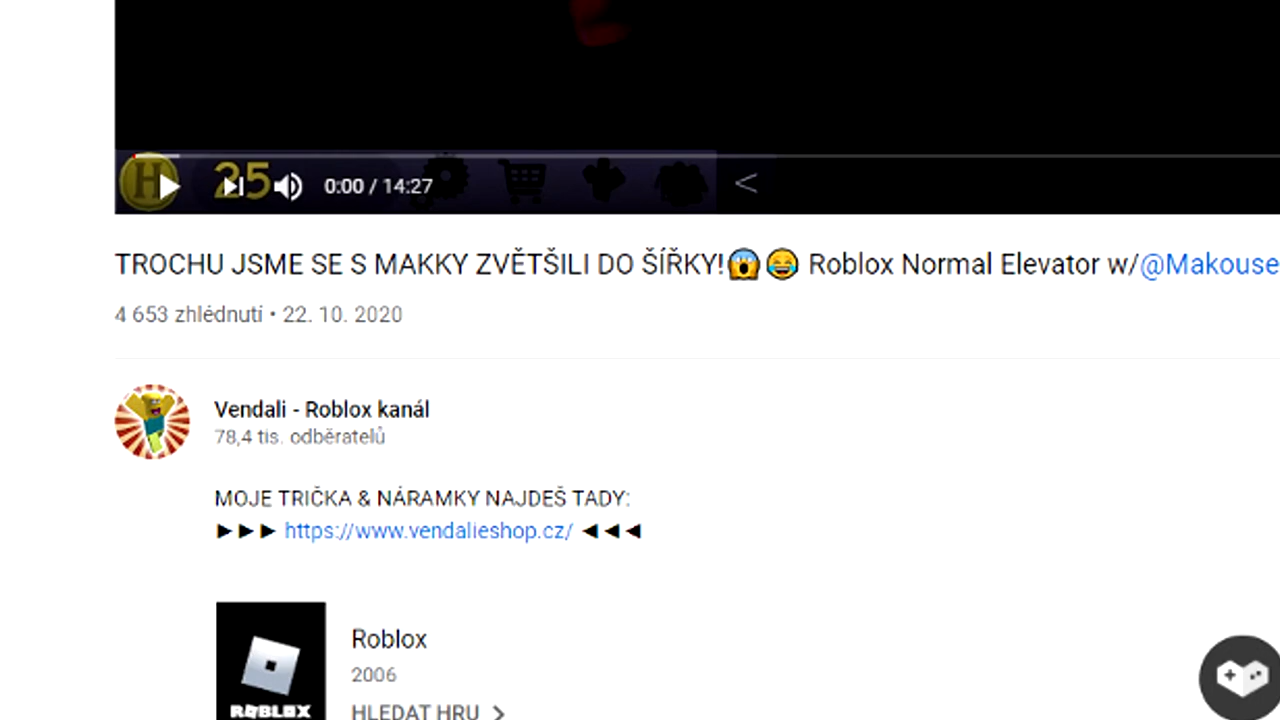 H 25 0:00 / 14:27
TROCHU JSME SE S MAKKY ZVĚTŠILI DO ŠÍŘKY!😱😂 Roblox Normal Elevator w/@Makouse
4 653 zhlédnutí • 22. 10. 2020
Vendali - Roblox kanál
78,4 tis. odběratelů
MOJE TRIČKA & NÁRAMKY NAJDEŠ TADY:
►►► https://www.vendalieshop.cz/ ◄◄◄
Roblox
2006
ROBLOX
HLEDAT HRU >